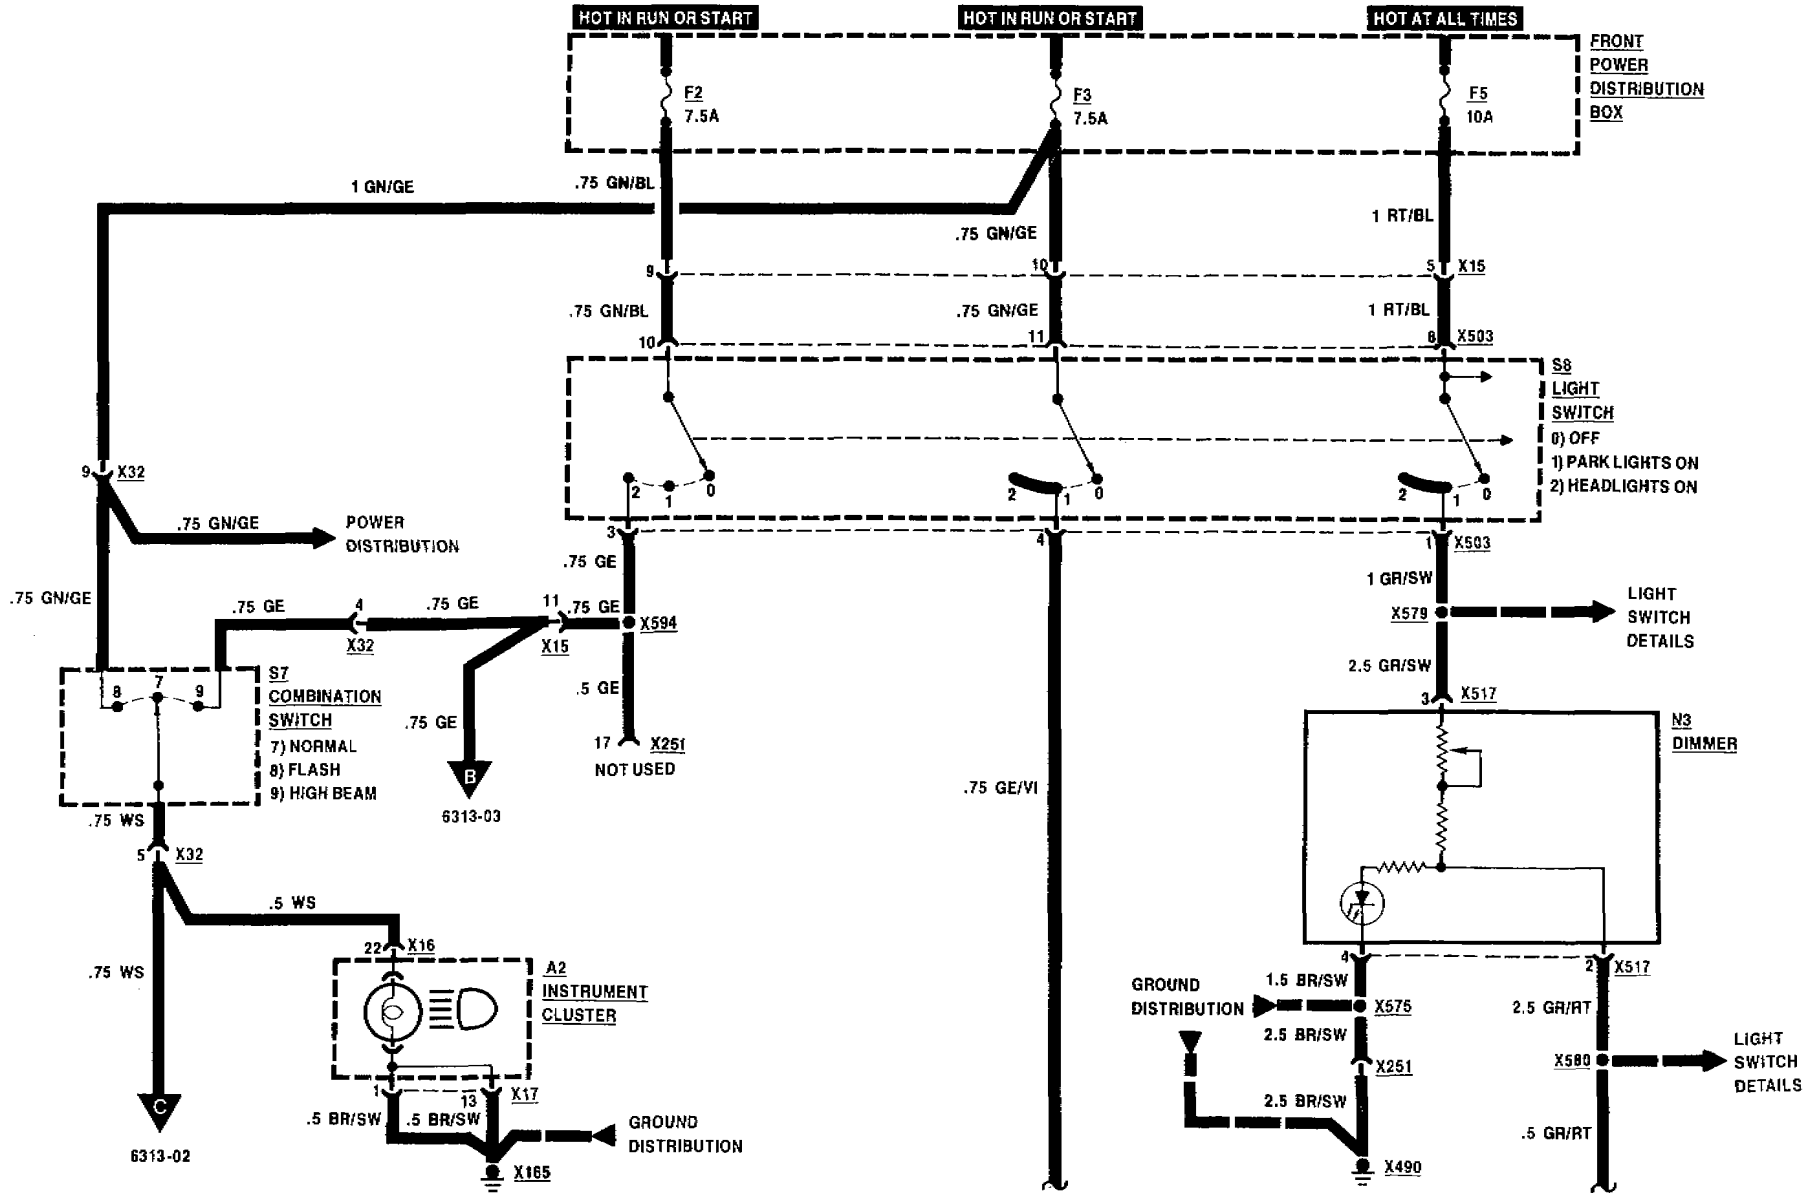 HOT IN RUN OR START
HOT IN RUN OR START
HOT AT ALL TIMES
FRONT
POWER
DISTRIBUTION
BOX
F2
7.5A
F3
7.5A
F5
10A
1 GN/GE
.75 GN/BL
.75 GN/GE
1 RT/BL
9
10
5
X15
.75 GN/BL
.75 GN/GE
1 RT/BL
10
11
8
X503
S8
LIGHT
SWITCH
0) OFF
1) PARK LIGHTS ON
2) HEADLIGHTS ON
2
1
0
2
1
0
2
1
0
9
X32
.75 GN/GE
POWER
DISTRIBUTION
3
4
1
X503
.75 GE
1 GR/SW
.75 GN/GE
.75 GE
4
X32
.75 GE
11
X15
.75 GE
X594
X579
LIGHT
SWITCH
DETAILS
2.5 GR/SW
3
X517
S7
COMBINATION
SWITCH
7) NORMAL
8) FLASH
9) HIGH BEAM
8
7
9
.75 GE
B
6313-03
.5 GE
17
X251
NOT USED
.75 GE/VI
N3
DIMMER
.75 WS
5
X32
.5 WS
22
X16
.75 WS
A2
INSTRUMENT
CLUSTER
1
13
X17
.5 BR/SW
.5 BR/SW
GROUND
DISTRIBUTION
X165
C
6313-02
4
2
X517
1.5 BR/SW
GROUND
DISTRIBUTION
X575
2.5 BR/SW
X251
2.5 BR/SW
X490
2.5 GR/RT
X580
LIGHT
SWITCH
DETAILS
.5 GR/RT